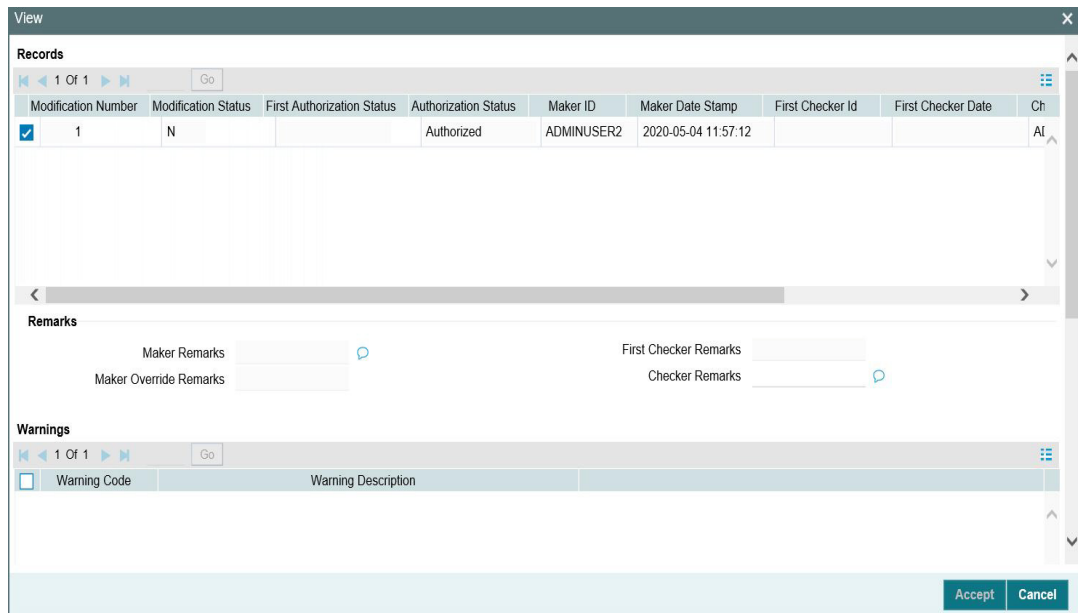 View
Records
1 Of 1 Go
Modification Number Modification Status First Authorization Status Authorization Status Maker ID Maker Date Stamp First Checker Id First Checker Date Ch
1 N Authorized ADMINUSER2 2020-05-04 11:57:12
Remarks
Maker Remarks First Checker Remarks
Maker Override Remarks Checker Remarks
Warnings
1 Of 1 Go
Warning Code Warning Description
Accept Cancel